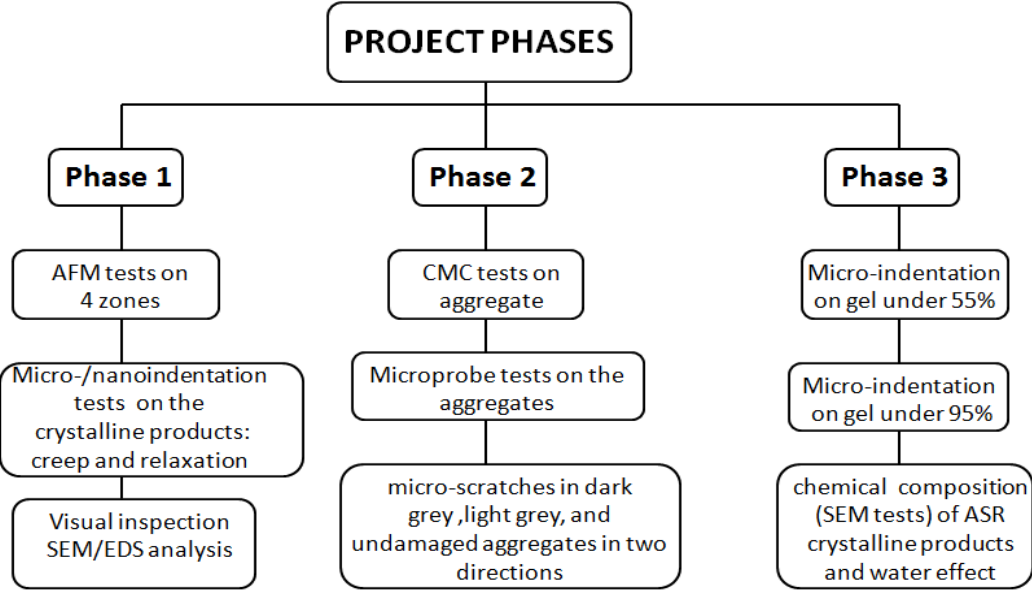 PROJECT PHASES
Phase 1
AFM tests on
4 zones
Micro-/nanoindentation
tests on the
crystalline products:
creep and relaxation
Visual inspection
SEM/EDS analysis
Phase 2
CMC tests on
aggregate
Microprobe tests on the
aggregates
micro-scratches in dark
grey ,light grey, and
undamaged aggregates in two
directions
Phase 3
Micro-indentation
on gel under 55%
Micro-indentation
on gel under 95%
chemical composition
(SEM tests) of ASR
crystalline products
and water effect